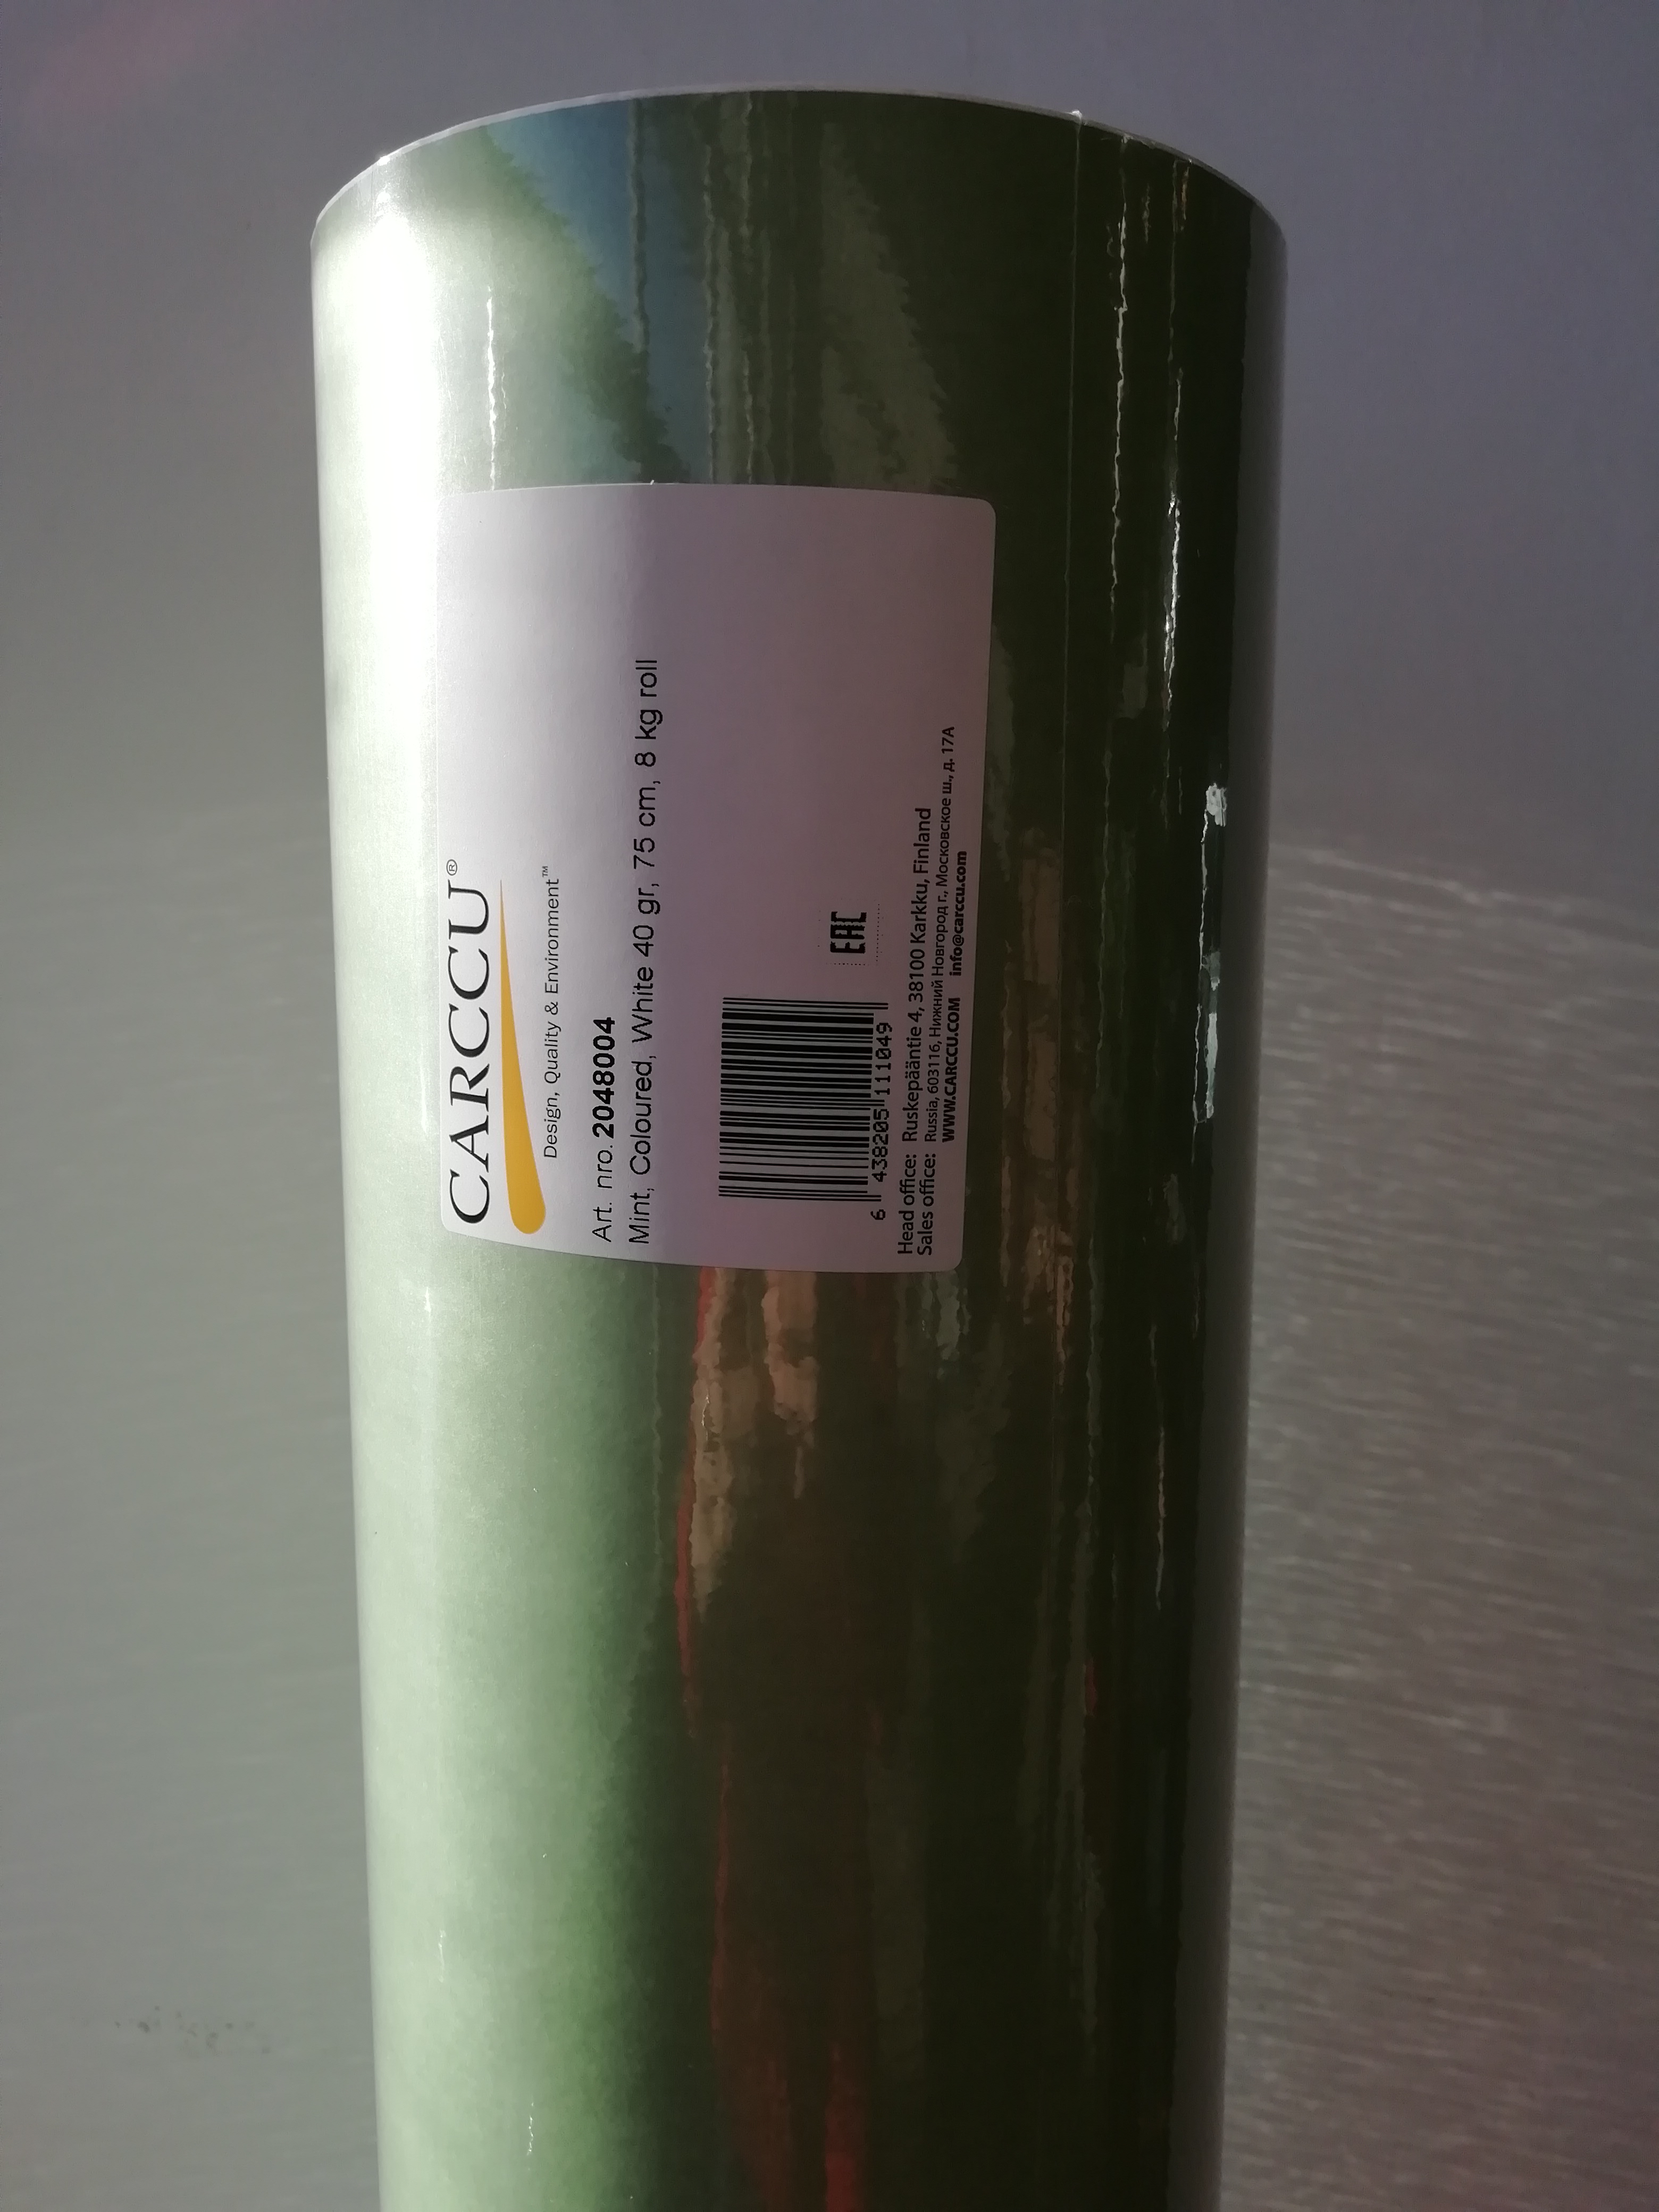 CARCCU®
Design, Quality & Environment™
Art. nro. 2048004
Mint, Coloured, White 40 gr, 75 cm, 8 kg roll
EAC
6 438205 111049
Head office: Ruskepääntie 4, 38100 Karkku, Finland
Sales office: Russia, 603116, Нижний Новгород г., Московское ш., д. 17А
WWW.CARCCU.COM info@carccu.com